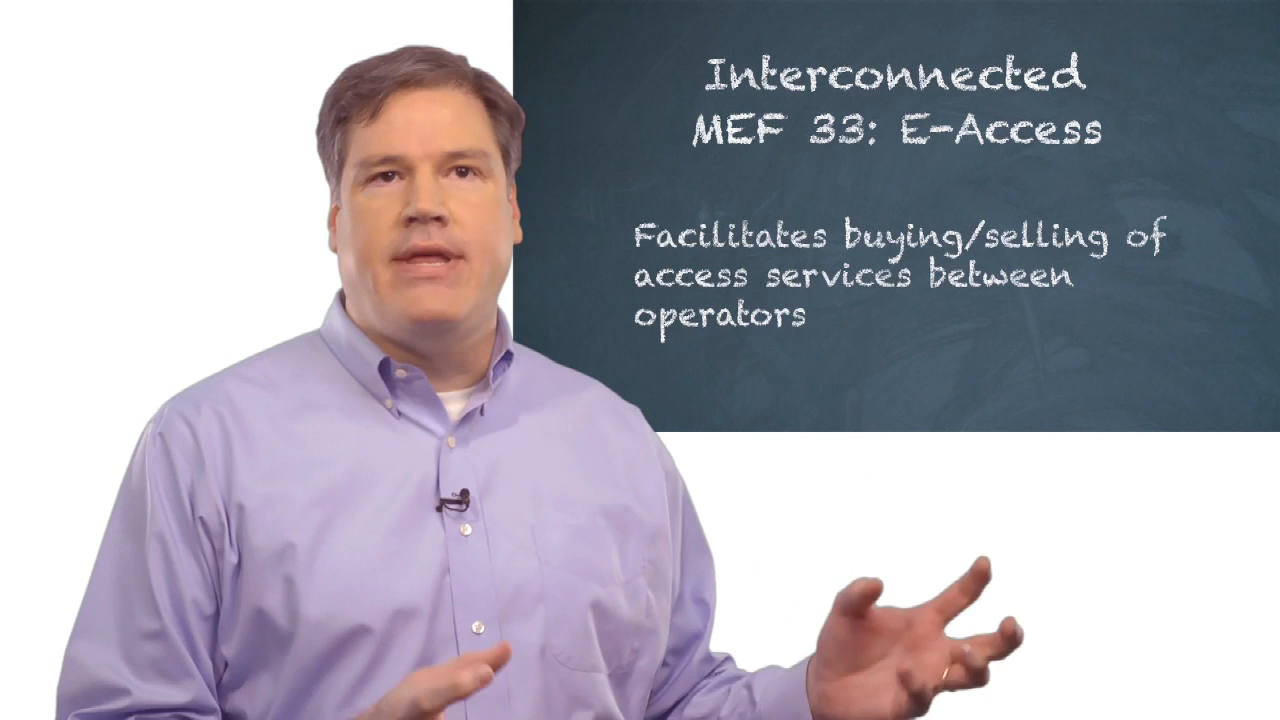 Interconnected
MEF 33: E-Access
Facilitates buying/selling of
access services between
operators